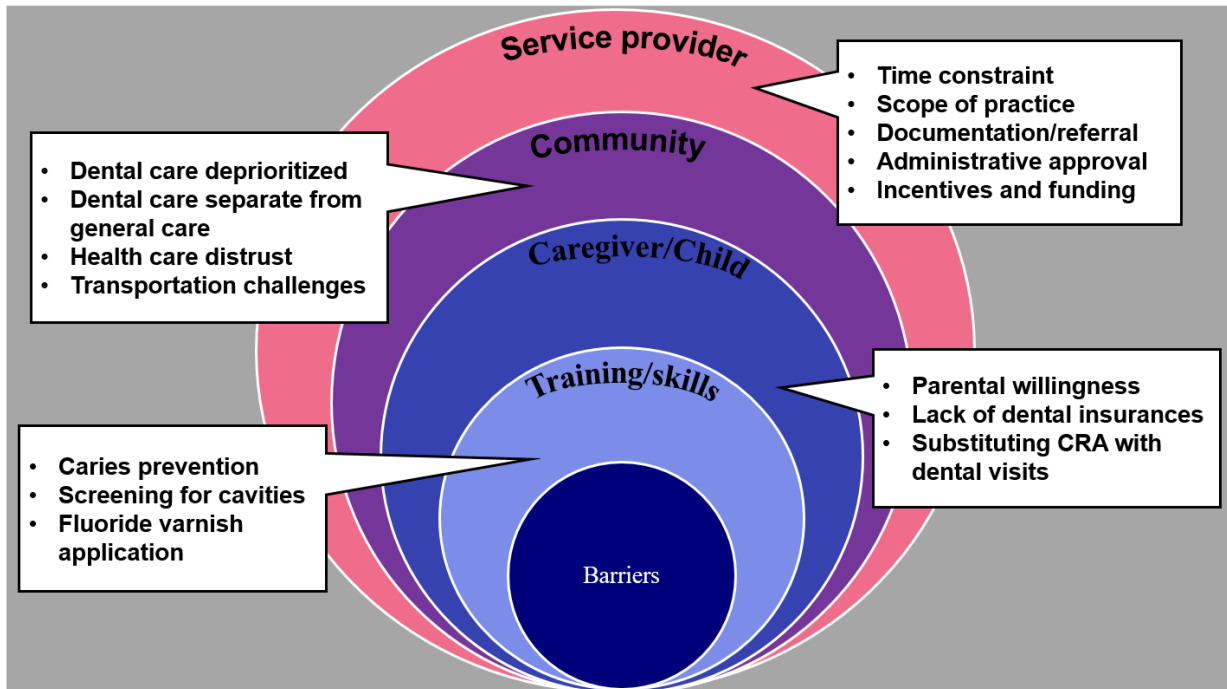 Service provider
• Time constraint
• Scope of practice
• Documentation/referral
• Administrative approval
• Incentives and funding
Community
• Dental care deprioritized
• Dental care separate from
general care
• Health care distrust
• Transportation challenges
Caregiver/Child
• Parental willingness
• Lack of dental insurances
• Substituting CRA with
dental visits
Training/skills
• Caries prevention
• Screening for cavities
• Fluoride varnish
application
Barriers